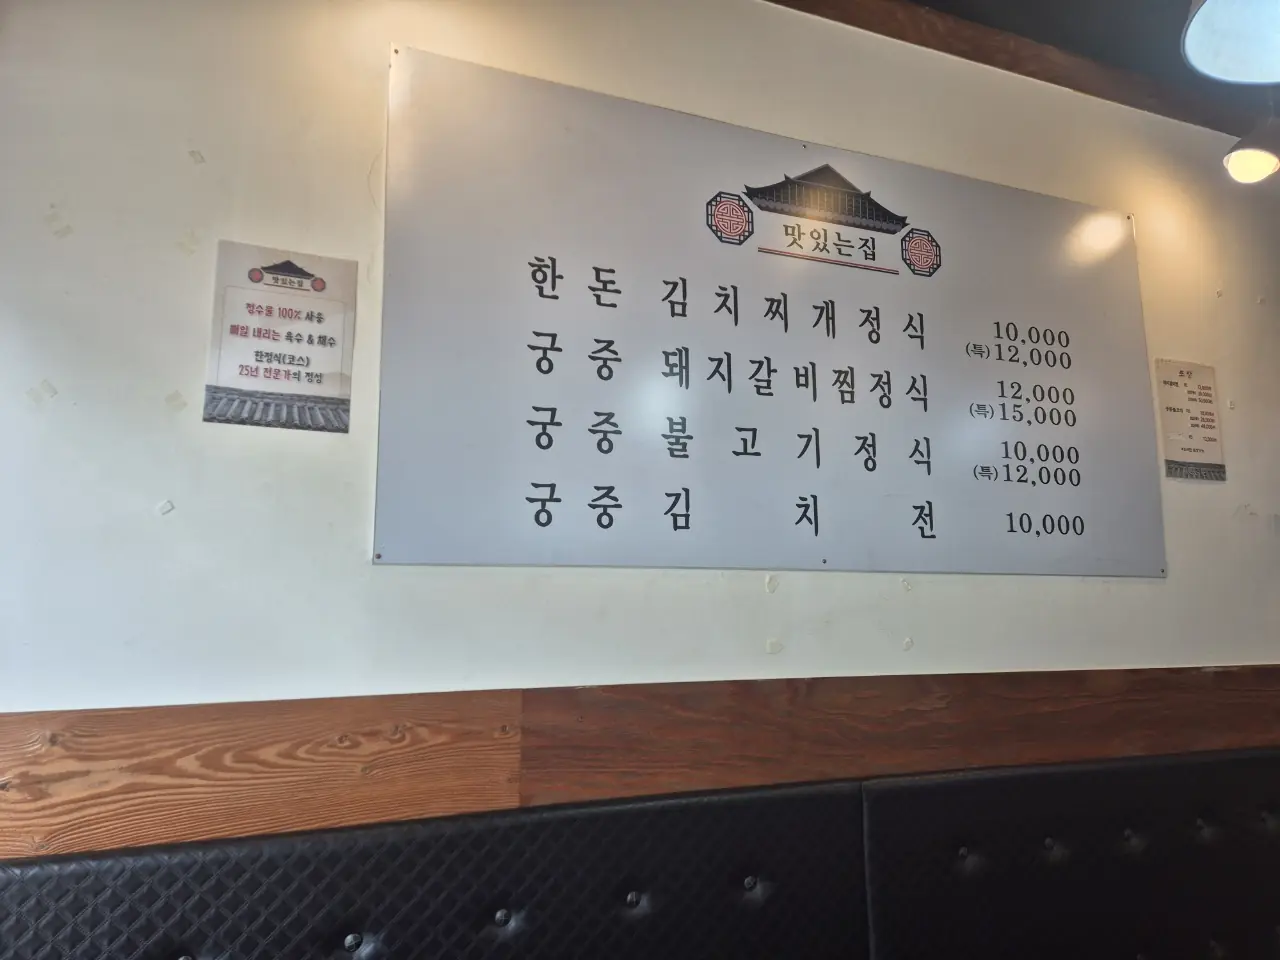 맛있는집
정수물 100% 사용
매일 내리는 육수 & 채수
한정식(코스)
25년 전문가의 정성
맛있는집
한돈 김치찌개정식 10,000
(특)12,000
궁중 돼지갈비찜정식 12,000
(특)15,000
궁중 불고기정식 10,000
(특)12,000
궁중김치전 10,000
포장